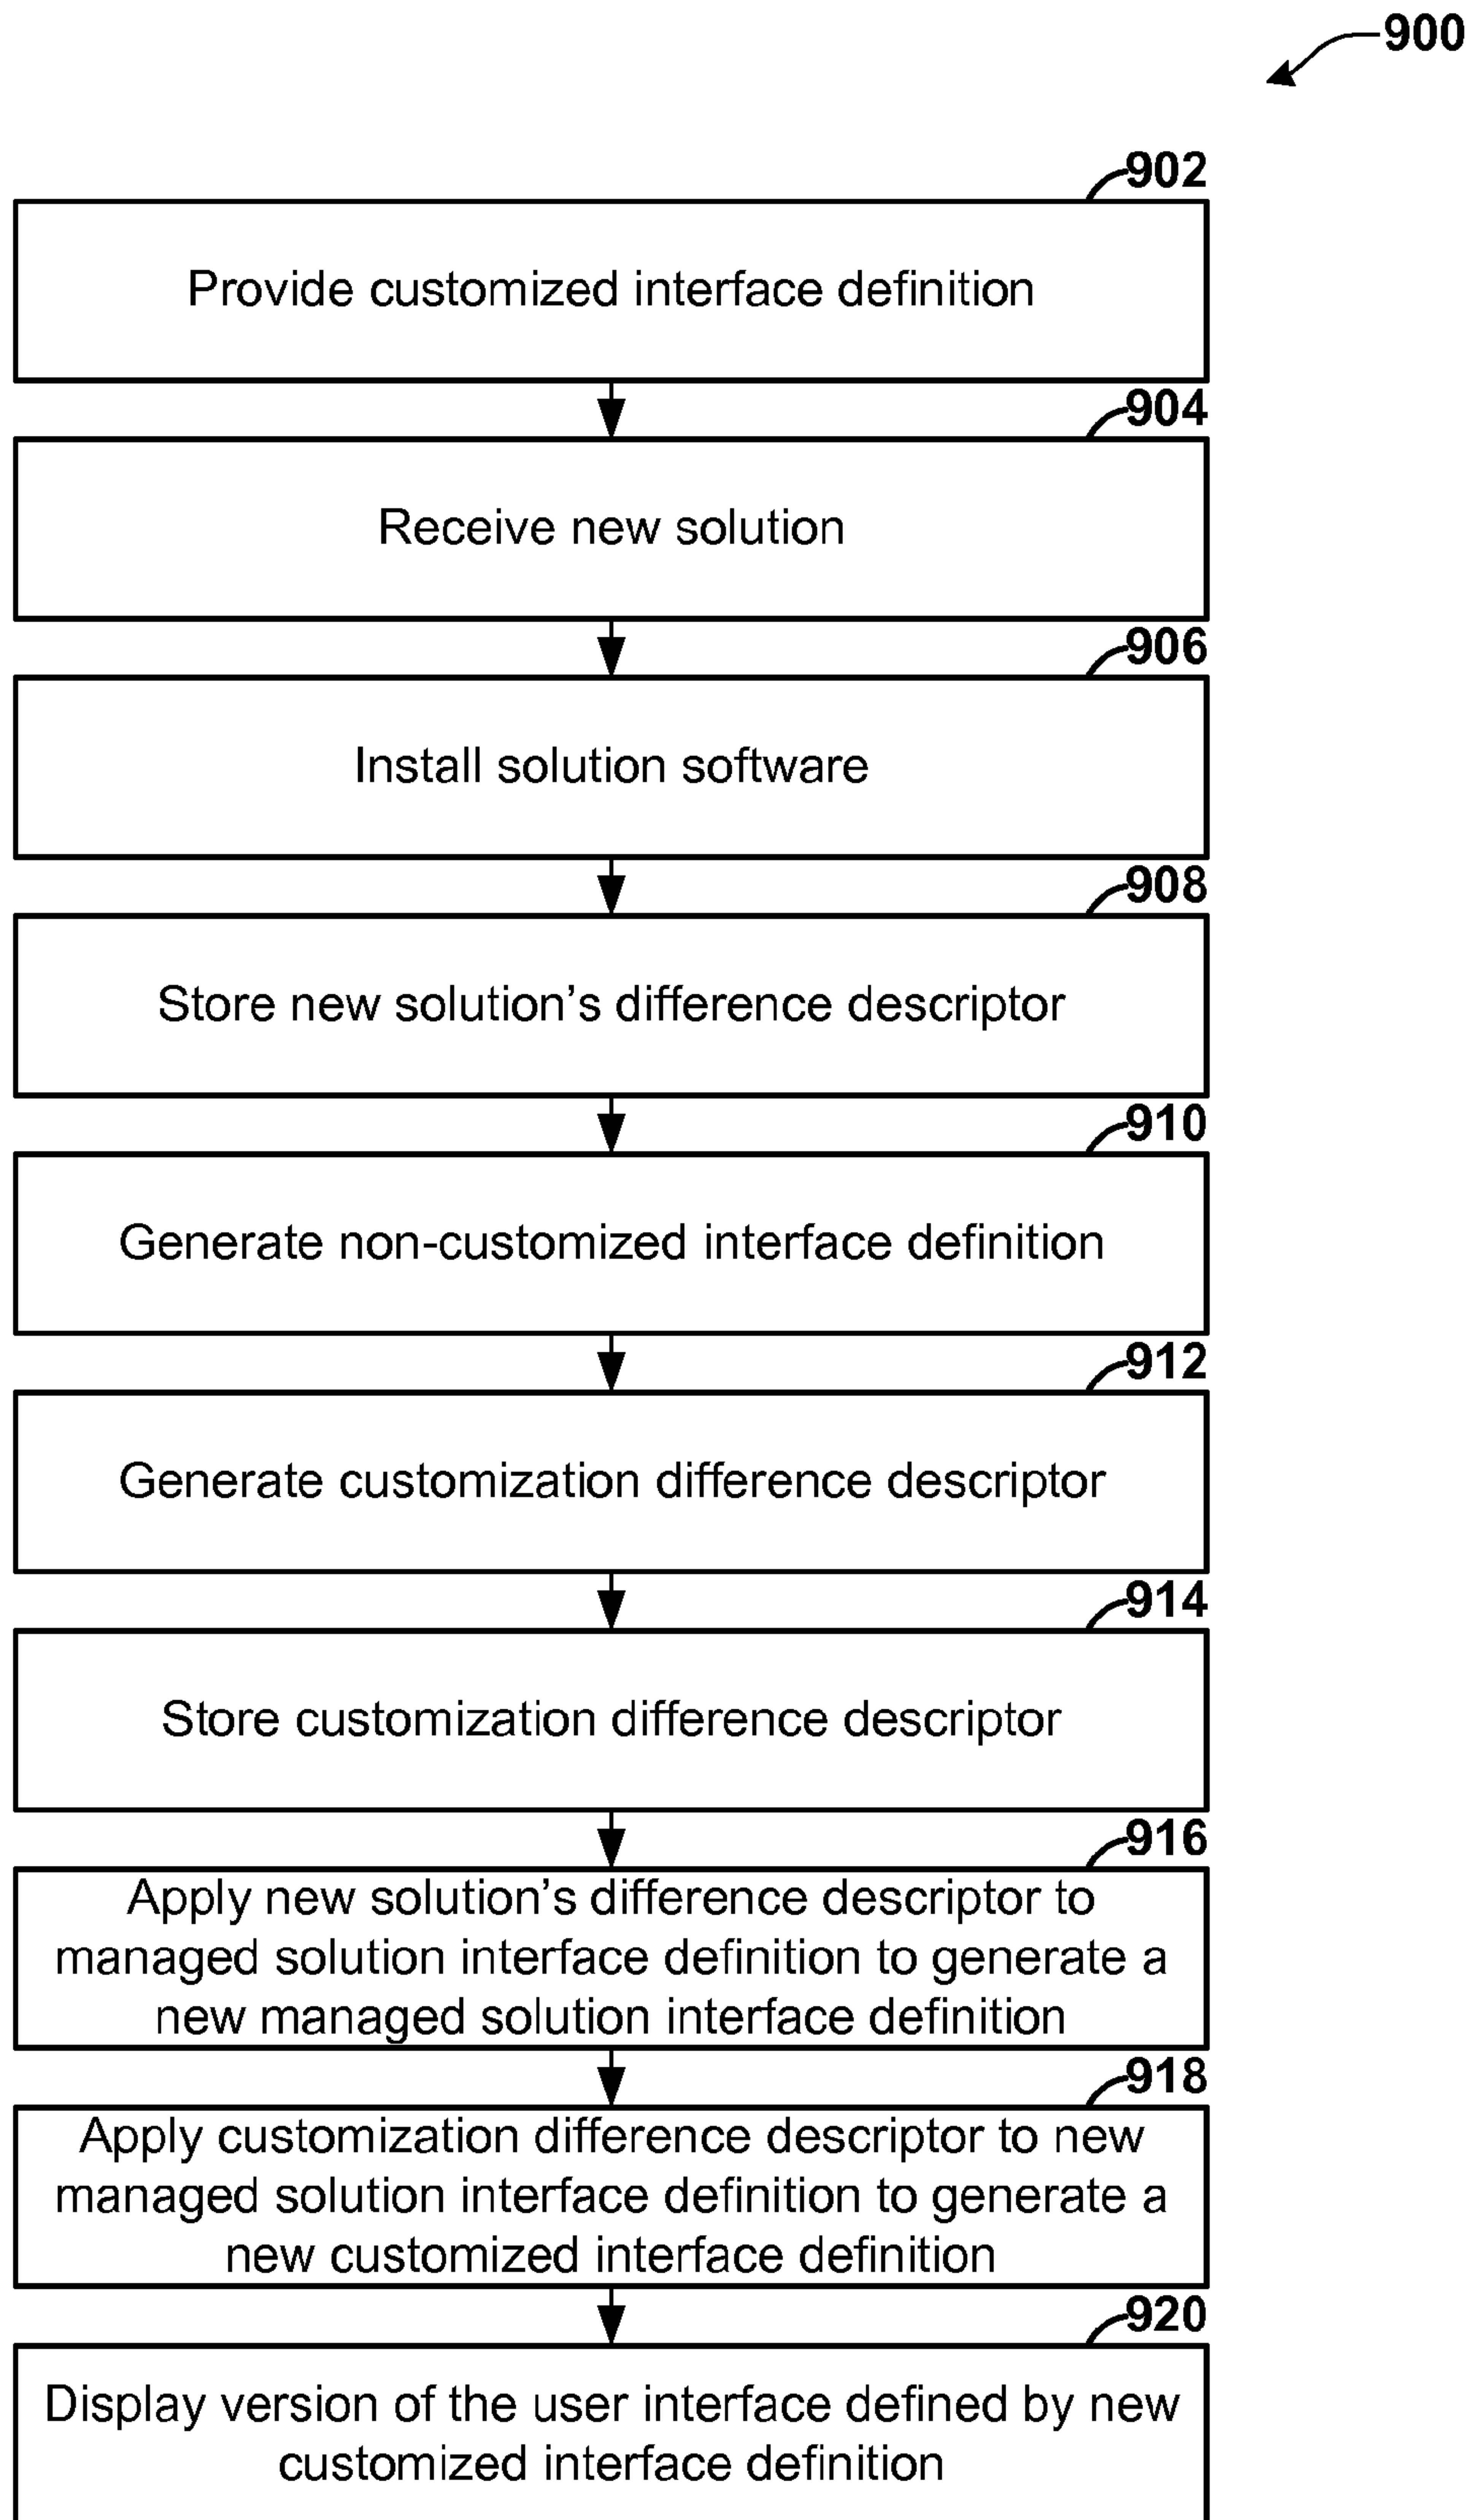 900
902
Provide customized interface definition
904
Receive new solution
906
Install solution software
908
Store new solution’s difference descriptor
910
Generate non-customized interface definition
912
Generate customization difference descriptor
914
Store customization difference descriptor
916
Apply new solution’s difference descriptor to
managed solution interface definition to generate a
new managed solution interface definition
918
Apply customization difference descriptor to new
managed solution interface definition to generate a
new customized interface definition
920
Display version of the user interface defined by new
customized interface definition